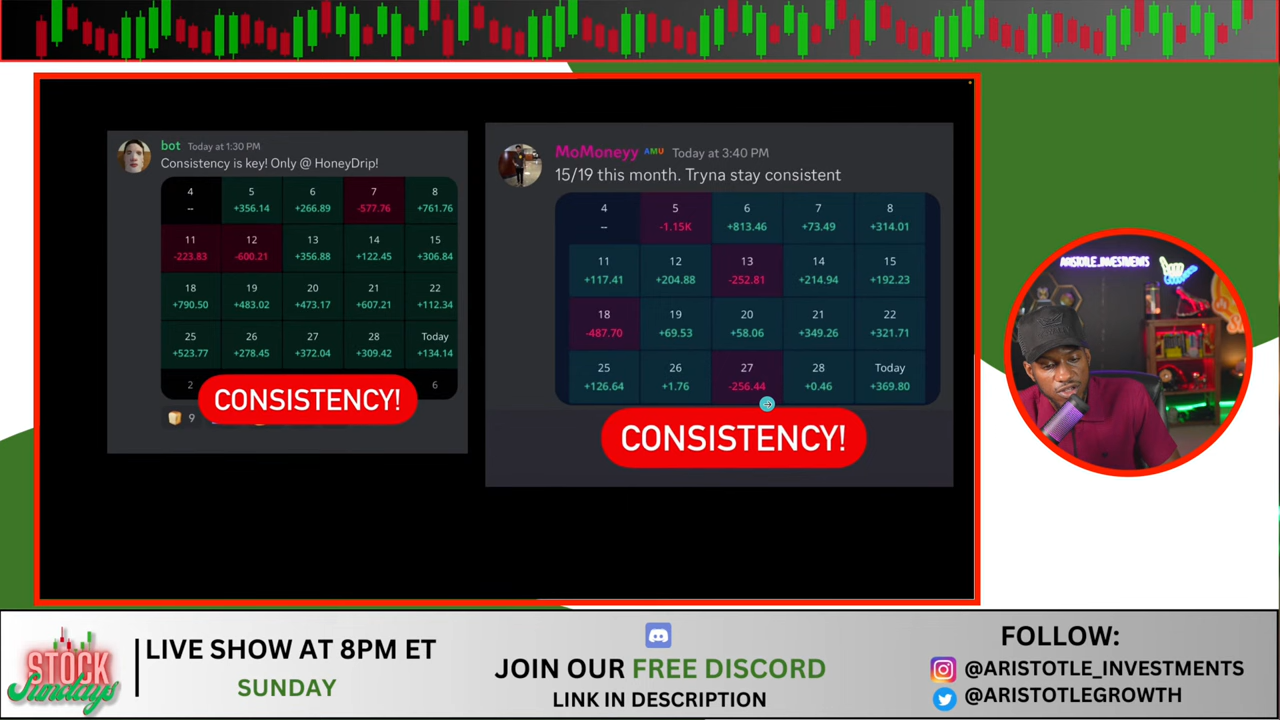 bot Today at 1:30 PM
Consistency is key! Only @ HoneyDrip!
4 5 6 7 8
-- +356.14 +266.89 -577.76 +761.76
11 12 13 14 15
-223.83 -600.21 +356.88 +122.45 +306.84
18 19 20 21 22
+790.50 +483.02 +473.17 +607.21 +112.34
25 26 27 28 Today
+523.77 +278.45 +372.04 +309.42 +134.14
2 6
CONSISTENCY!
9
MoMoneyy AMU Today at 3:40 PM
15/19 this month. Tryna stay consistent
4 5 6 7 8
-- -1.15K +813.46 +73.49 +314.01
11 12 13 14 15
+117.41 +204.88 -252.81 +214.94 +192.23
18 19 20 21 22
-487.70 +69.53 +58.06 +349.26 +321.71
25 26 27 28 Today
+126.64 +1.76 -256.44 +0.46 +369.80
CONSISTENCY!
ARISTOTLE_INVESTMENTS
STOCK
Sundays
LIVE SHOW AT 8PM ET
SUNDAY
JOIN OUR FREE DISCORD
LINK IN DESCRIPTION
FOLLOW:
@ARISTOTLE_INVESTMENTS
@ARISTOTLEGROWTH